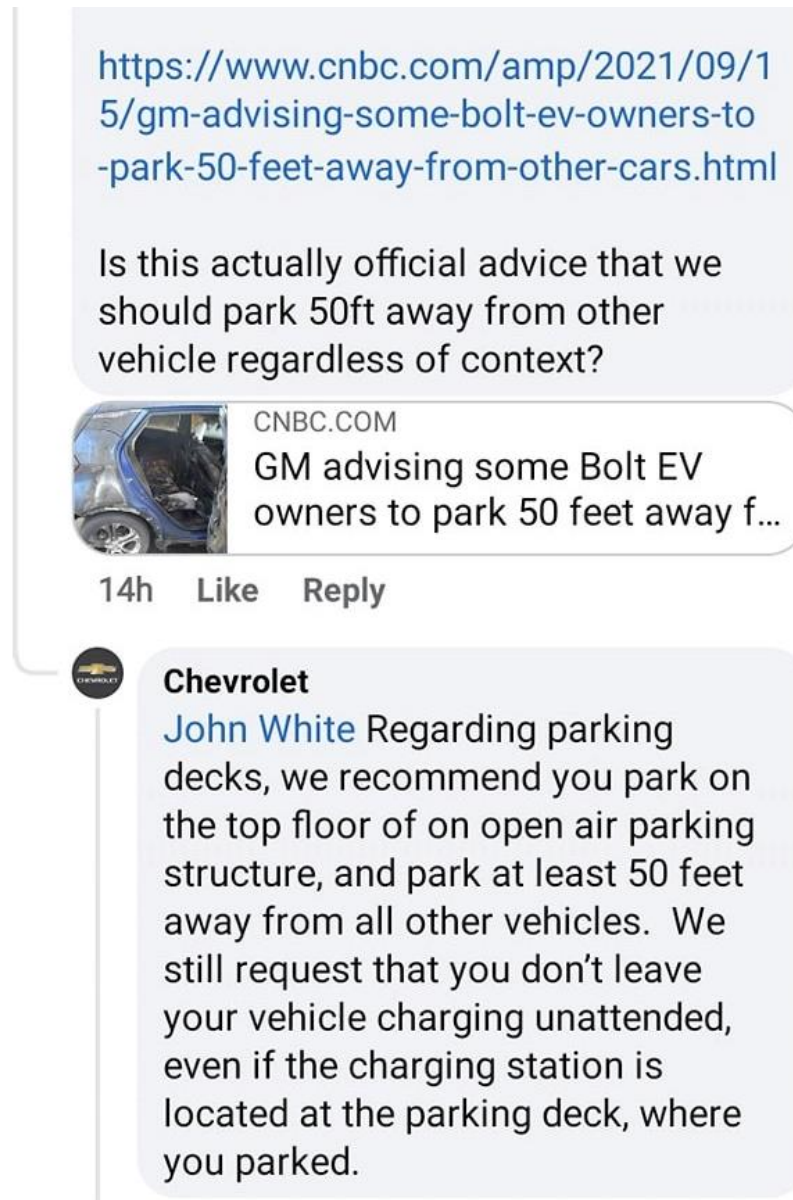 https://www.cnbc.com/amp/2021/09/1
5/gm-advising-some-bolt-ev-owners-to
-park-50-feet-away-from-other-cars.html
Is this actually official advice that we
should park 50ft away from other
vehicle regardless of context?
CNBC.COM
GM advising some Bolt EV
owners to park 50 feet away f...
14h Like Reply
CHEVROLET
Chevrolet
John White Regarding parking
decks, we recommend you park on
the top floor of on open air parking
structure, and park at least 50 feet
away from all other vehicles.  We
still request that you don’t leave
your vehicle charging unattended,
even if the charging station is
located at the parking deck, where
you parked.